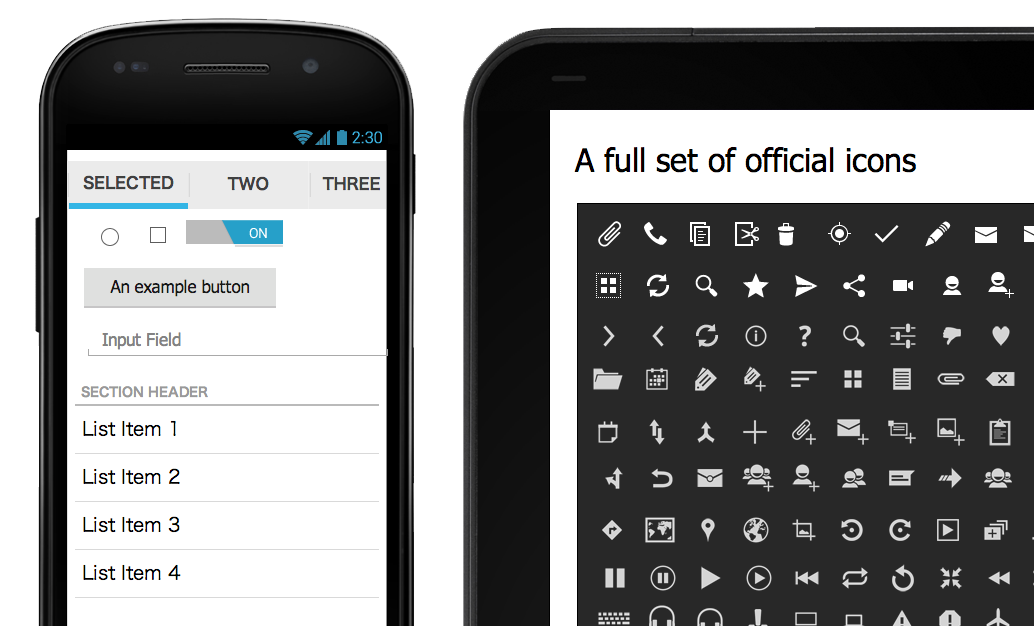 2:30
SELECTED TWO THREE
ON
An example button
Input Field
SECTION HEADER
List Item 1
List Item 2
List Item 3
List Item 4
A full set of official icons